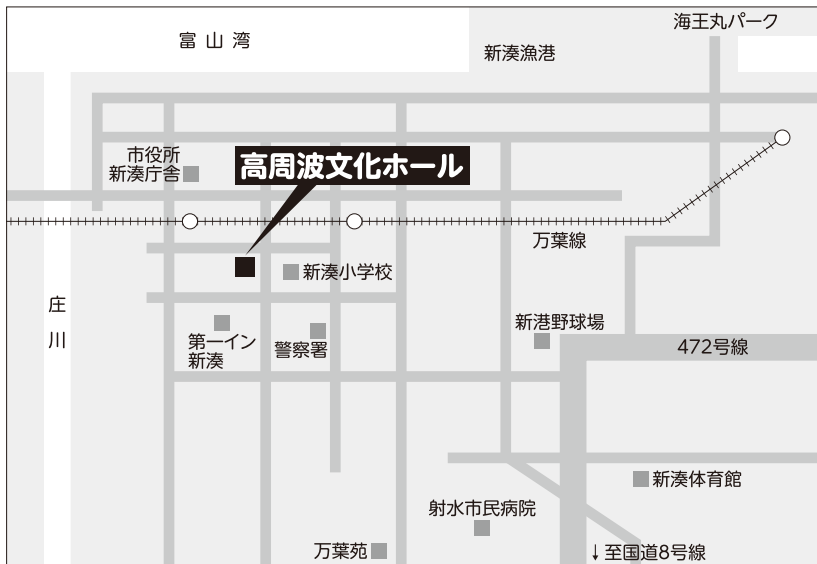 海王丸パーク
富山湾
新湊漁港
市役所
新湊庁舎
高周波文化ホール
万葉線
新湊小学校
庄川
新港野球場
第一イン
新湊
警察署
472号線
新湊体育館
射水市民病院
万葉苑
↓至国道8号線